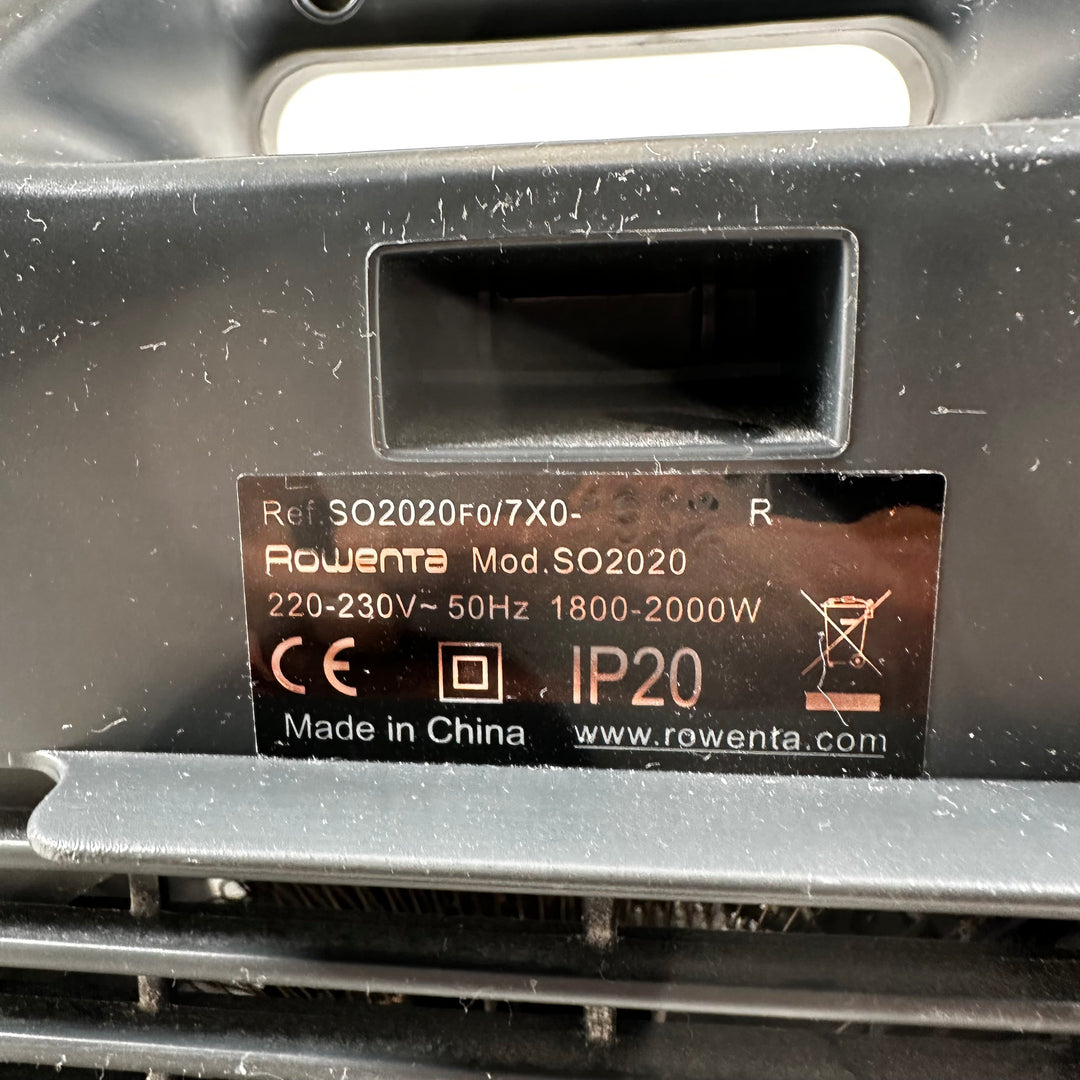 Ref.SO2020F0/7X0- R
Rowenta Mod.SO2020
220-230V~ 50Hz 1800-2000W
CE IP20
Made in China www.rowenta.com